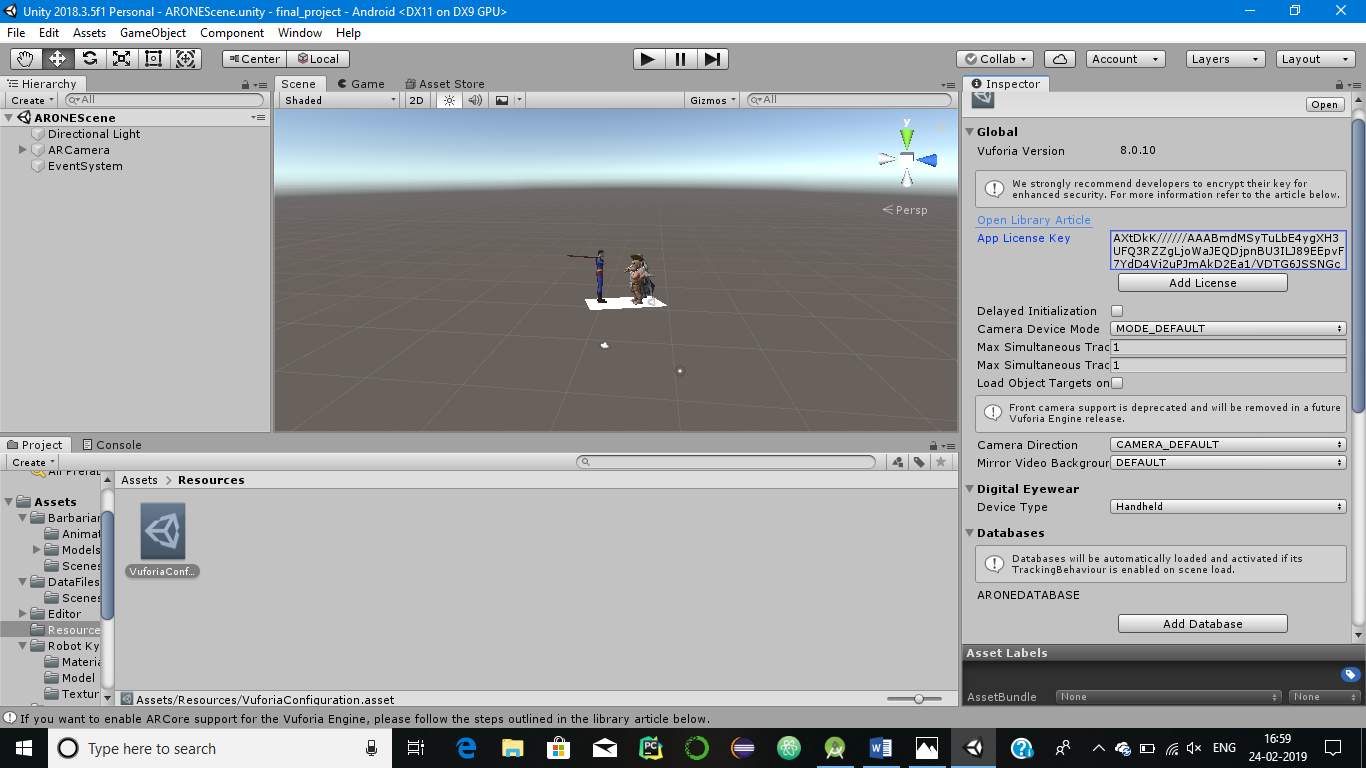 Unity 2018.3.5f1 Personal - ARONEScene.unity - final_project - Android <DX11 on DX9 GPU>
File Edit Assets GameObject Component Window Help
Center Local Collab Account Layers Layout
Hierarchy
Create All
ARONEScene
Directional Light
ARCamera
EventSystem
Scene Game Asset Store
Shaded 2D Gizmos All
y
Persp
Inspector
Open
Global
Vuforia Version 8.0.10
We strongly recommend developers to encrypt their key for
enhanced security. For more information refer to the article below.
Open Library Article
App License Key AXtDkK//////AAABmdMSyTuLbE4ygXH3
UFQ3RZZgLjoWaJEQDjpnBU3ILJ89EEpvF
7YdD4Vi2uPJmAkD2Ea1/VDTG6JSSNGc
Add License
Delayed Initialization
Camera Device Mode MODE_DEFAULT
Max Simultaneous Trac 1
Max Simultaneous Trac 1
Load Object Targets on
Front camera support is deprecated and will be removed in a future
Vuforia Engine release.
Camera Direction CAMERA_DEFAULT
Mirror Video Backgrour DEFAULT
Digital Eyewear
Device Type Handheld
Databases
Databases will be automatically loaded and activated if its
TrackingBehaviour is enabled on scene load.
ARONEDATABASE
Add Database
Asset Labels
AssetBundle None None
Project Console
Create
All Prefab
Assets
Barbarian
Animat
Models
Scenes
DataFiles
Scenes
Editor
Resource
Robot Ky
Materia
Model
Textur
Assets > Resources
VuforiaConf...
Assets/Resources/VuforiaConfiguration.asset
If you want to enable ARCore support for the Vuforia Engine, please follow the steps outlined in the library article below.
Type here to search
ENG
16:59
24-02-2019